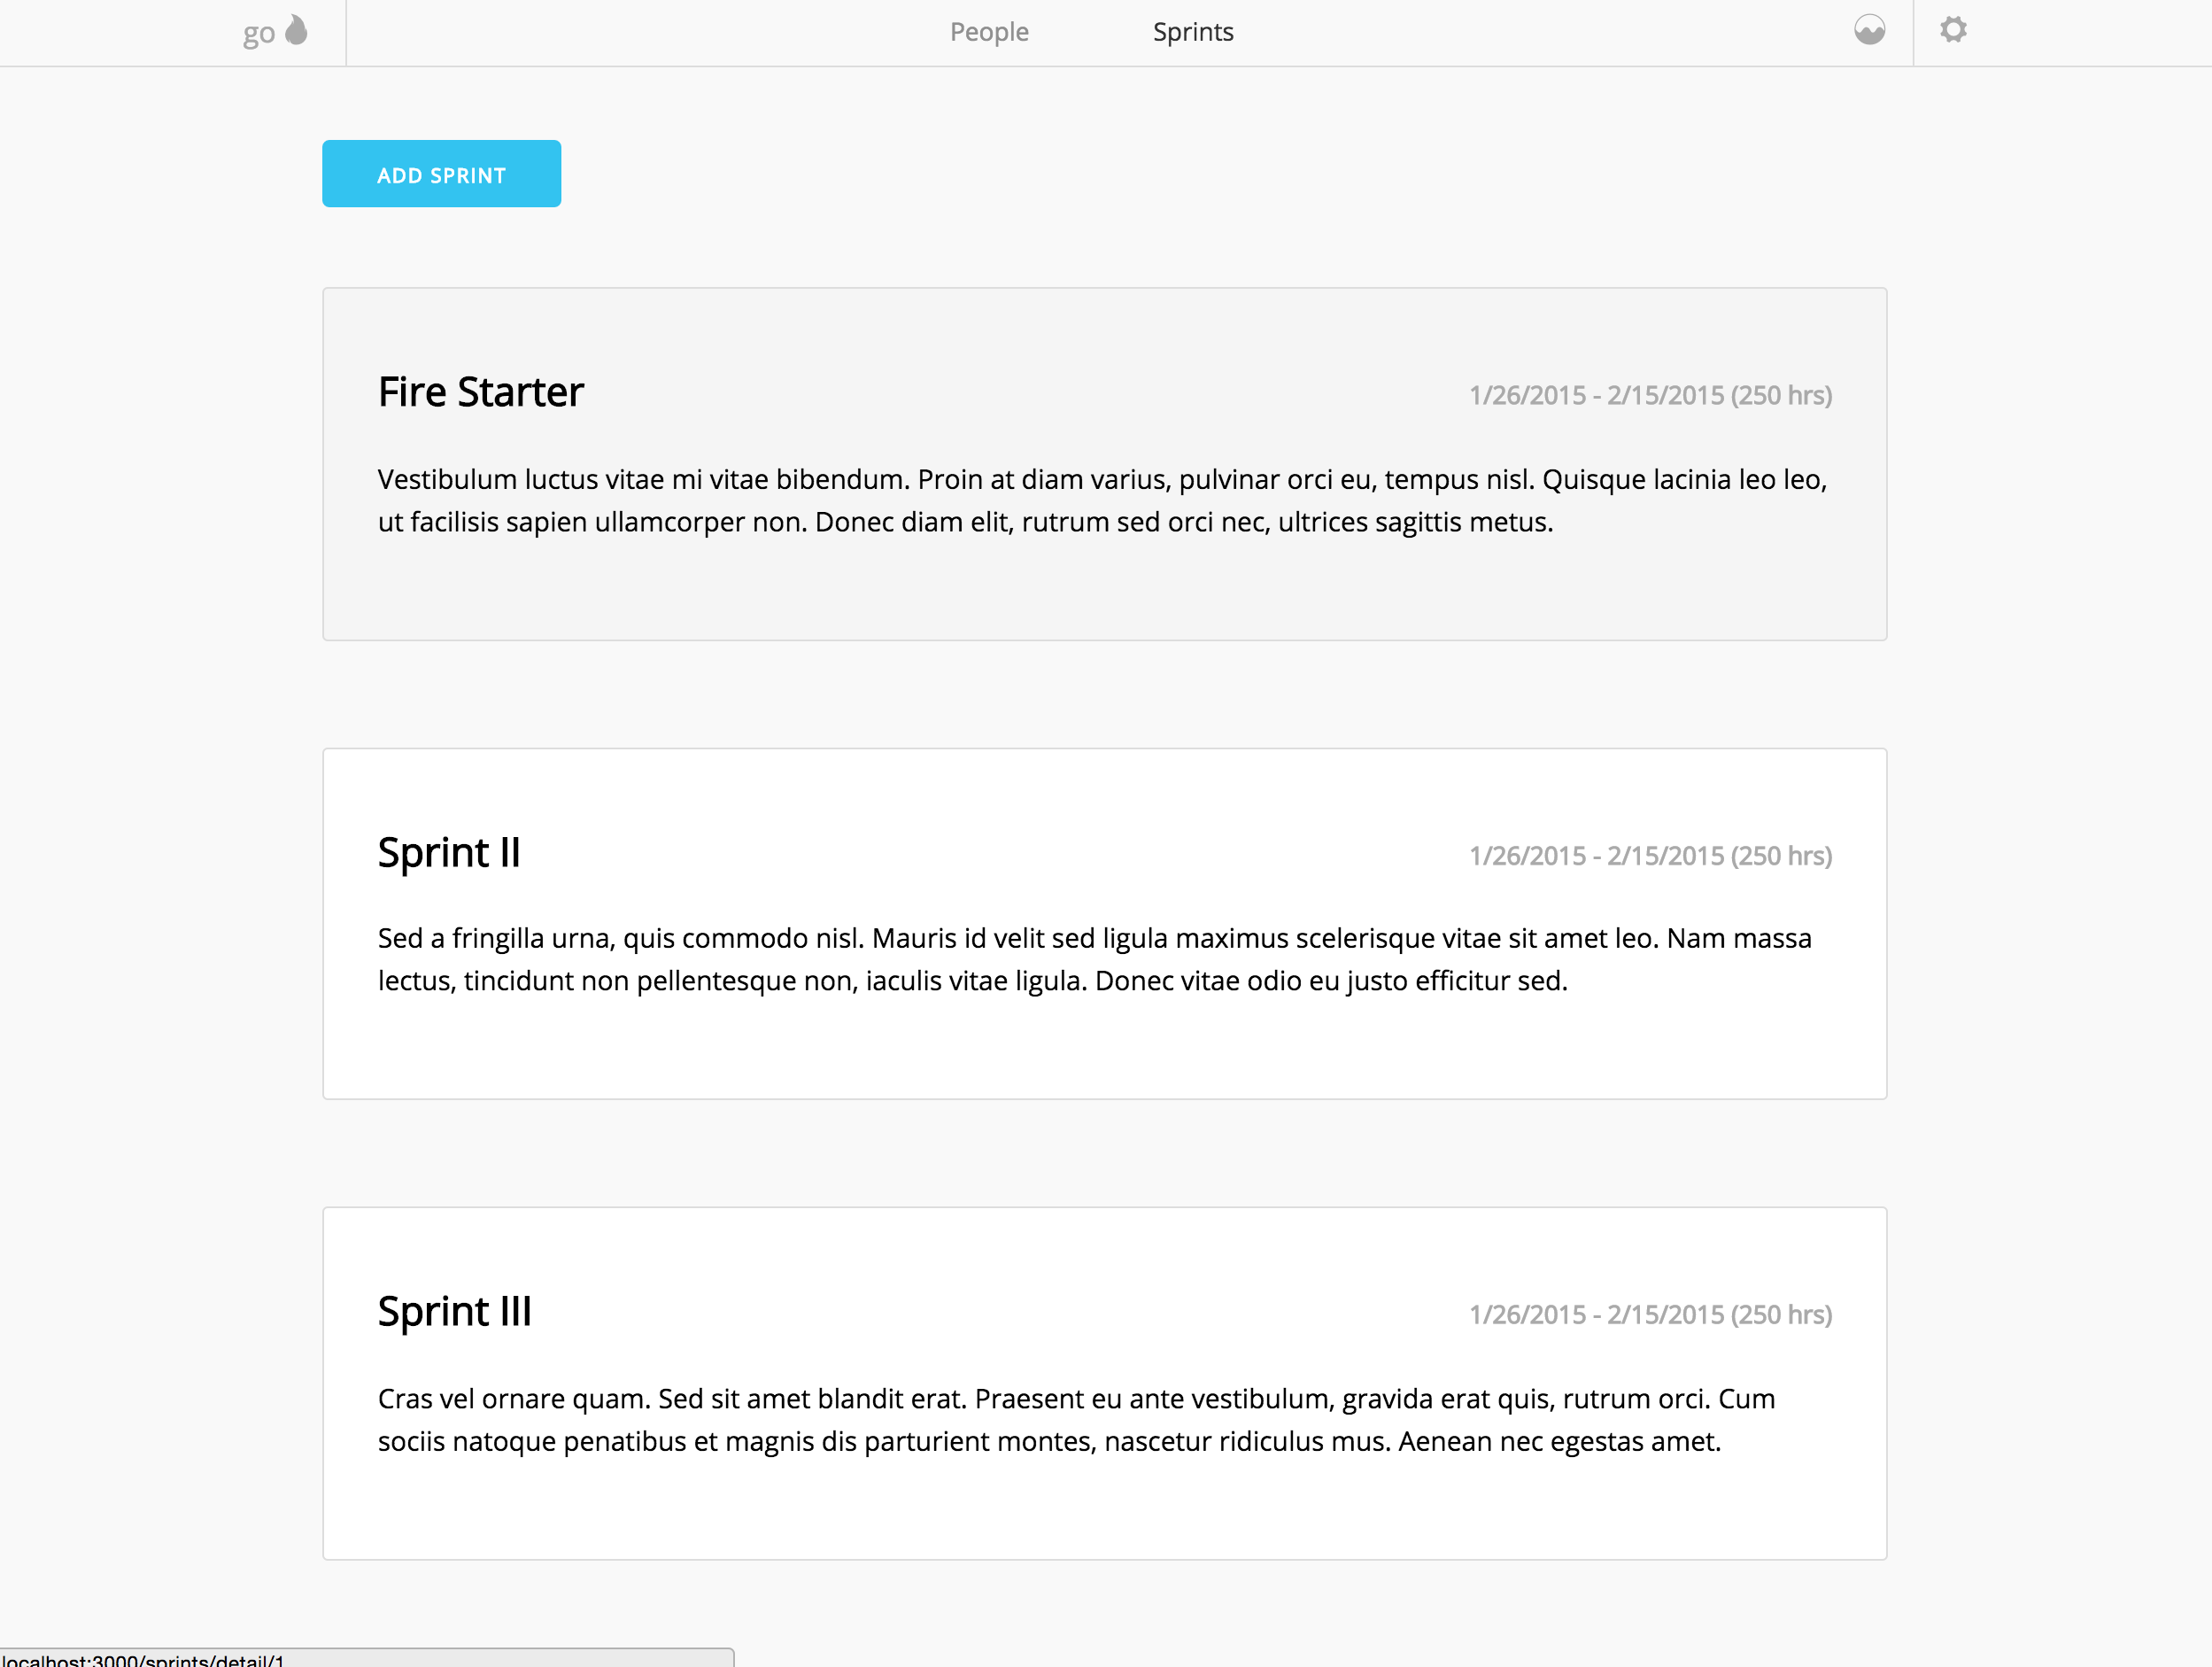 go
People
Sprints
ADD SPRINT
Fire Starter
1/26/2015 - 2/15/2015 (250 hrs)
Vestibulum luctus vitae mi vitae bibendum. Proin at diam varius, pulvinar orci eu, tempus nisl. Quisque lacinia leo leo,
ut facilisis sapien ullamcorper non. Donec diam elit, rutrum sed orci nec, ultrices sagittis metus.
Sprint II
1/26/2015 - 2/15/2015 (250 hrs)
Sed a fringilla urna, quis commodo nisl. Mauris id velit sed ligula maximus scelerisque vitae sit amet leo. Nam massa
lectus, tincidunt non pellentesque non, iaculis vitae ligula. Donec vitae odio eu justo efficitur sed.
Sprint III
1/26/2015 - 2/15/2015 (250 hrs)
Cras vel ornare quam. Sed sit amet blandit erat. Praesent eu ante vestibulum, gravida erat quis, rutrum orci. Cum
sociis natoque penatibus et magnis dis parturient montes, nascetur ridiculus mus. Aenean nec egestas amet.
localhost:3000/sprints/detail/1